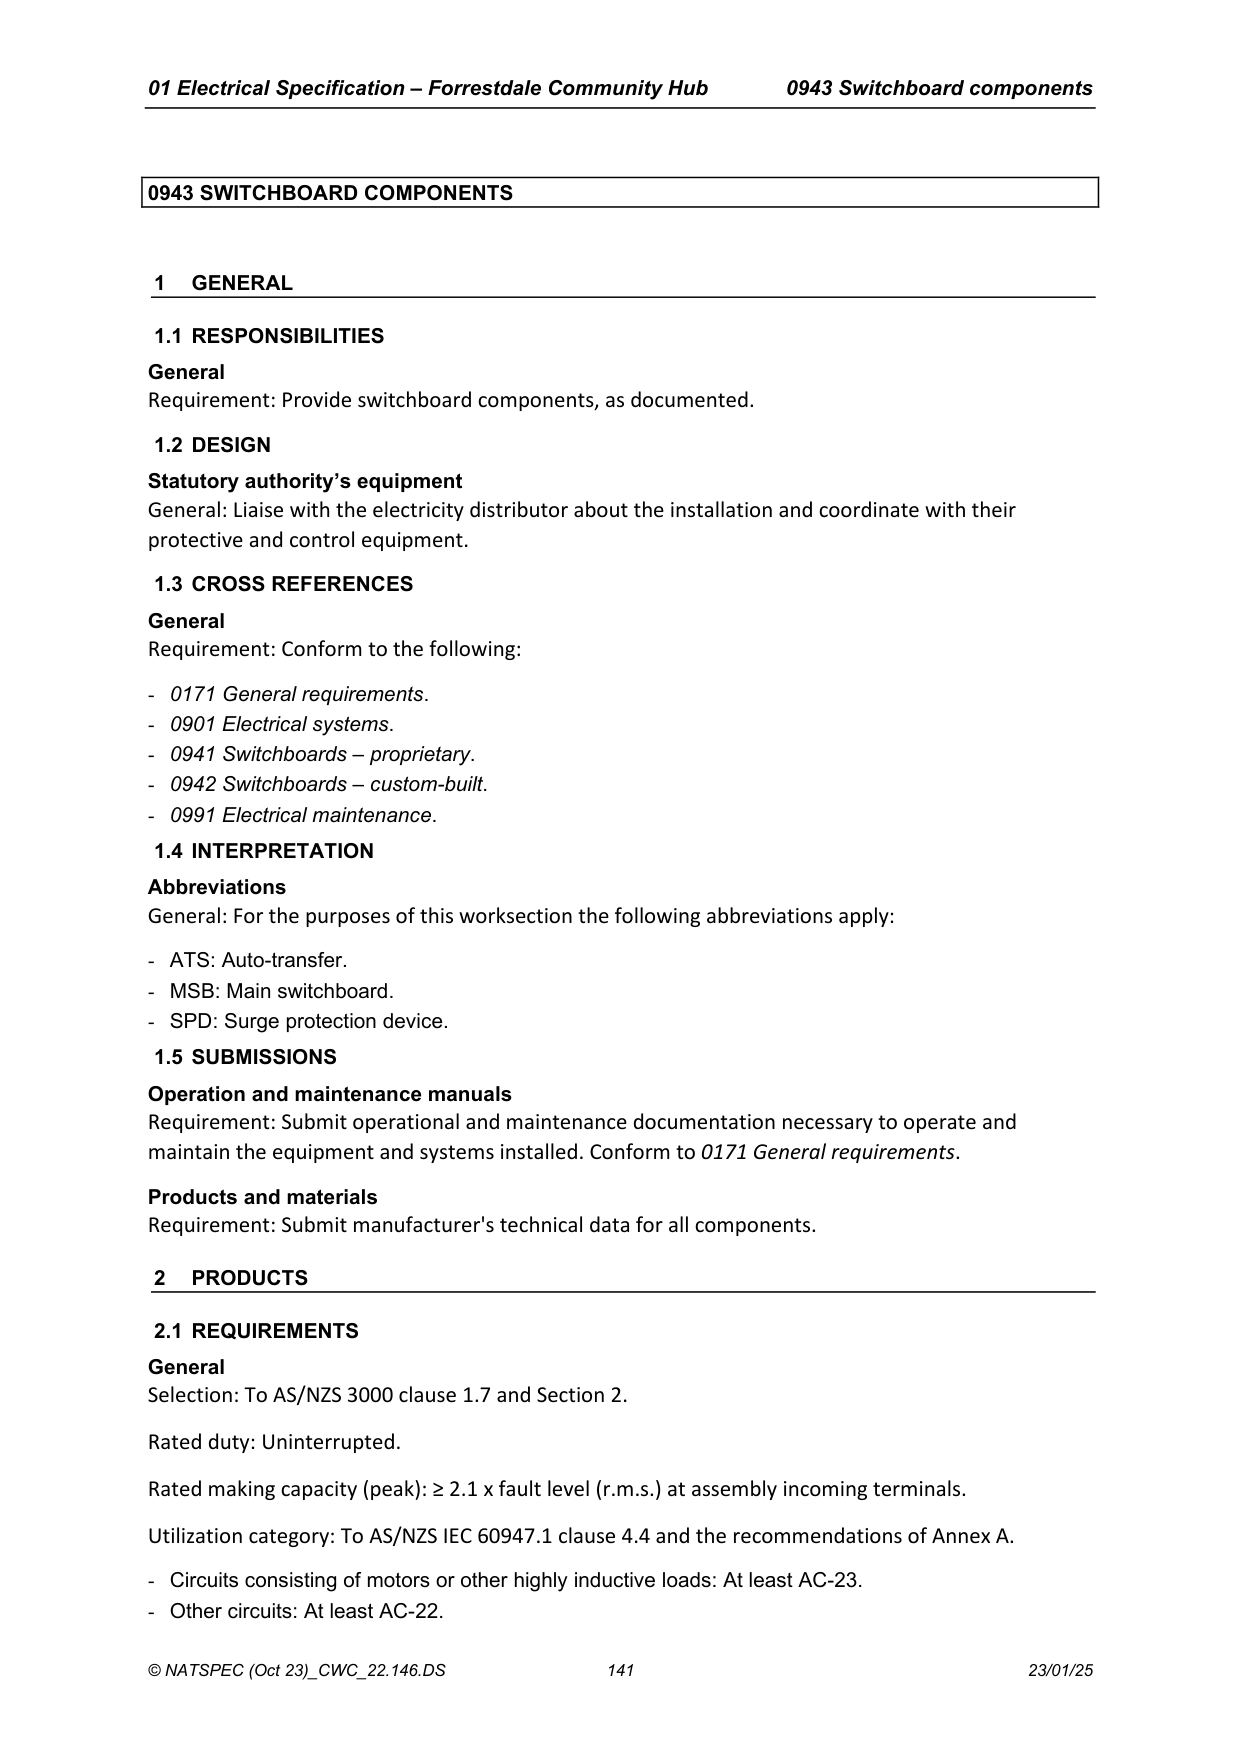 01 Electrical Specification – Forrestdale Community Hub 0943 Switchboard components
0943 SWITCHBOARD COMPONENTS
1 GENERAL
1.1 RESPONSIBILITIES
General
Requirement: Provide switchboard components, as documented.
1.2 DESIGN
Statutory authority’s equipment
General: Liaise with the electricity distributor about the installation and coordinate with their
protective and control equipment.
1.3 CROSS REFERENCES
General
Requirement: Conform to the following:
- 0171 General requirements.
- 0901 Electrical systems.
- 0941 Switchboards – proprietary.
- 0942 Switchboards – custom-built.
- 0991 Electrical maintenance.
1.4 INTERPRETATION
Abbreviations
General: For the purposes of this worksection the following abbreviations apply:
- ATS: Auto-transfer.
- MSB: Main switchboard.
- SPD: Surge protection device.
1.5 SUBMISSIONS
Operation and maintenance manuals
Requirement: Submit operational and maintenance documentation necessary to operate and
maintain the equipment and systems installed. Conform to 0171 General requirements.
Products and materials
Requirement: Submit manufacturer's technical data for all components.
2 PRODUCTS
2.1 REQUIREMENTS
General
Selection: To AS/NZS 3000 clause 1.7 and Section 2.
Rated duty: Uninterrupted.
Rated making capacity (peak): ≥ 2.1 x fault level (r.m.s.) at assembly incoming terminals.
Utilization category: To AS/NZS IEC 60947.1 clause 4.4 and the recommendations of Annex A.
- Circuits consisting of motors or other highly inductive loads: At least AC-23.
- Other circuits: At least AC-22.
© NATSPEC (Oct 23)_CWC_22.146.DS 141 23/01/25